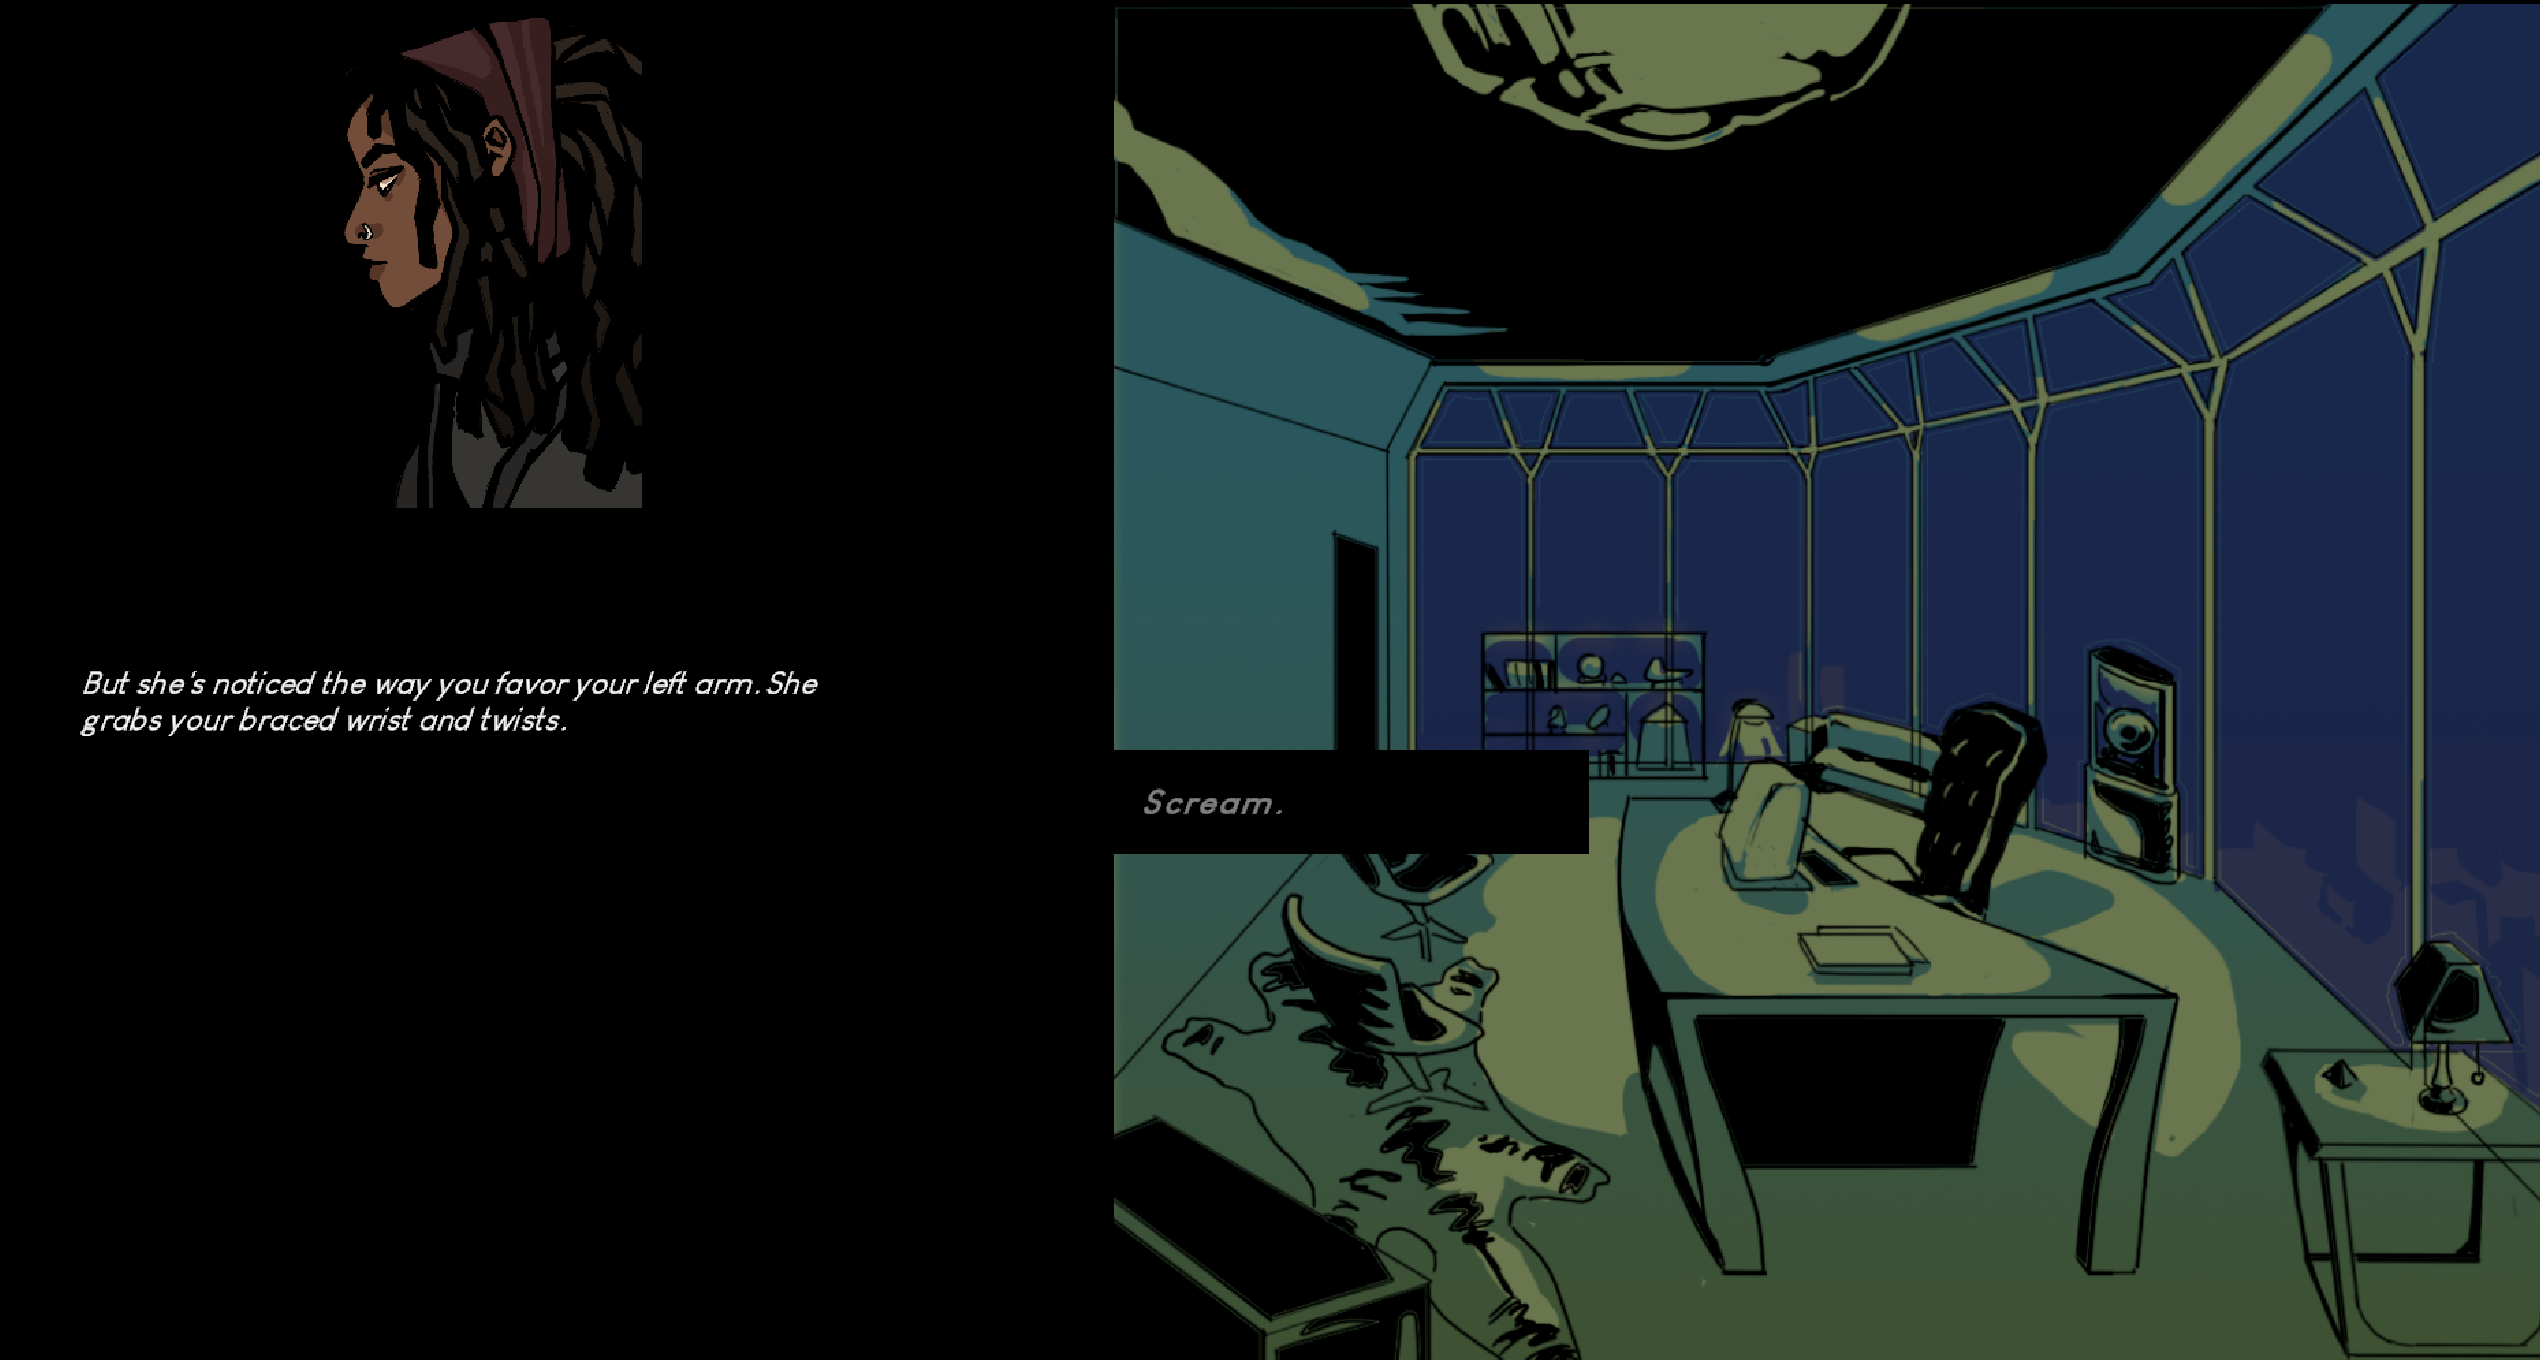 But she's noticed the way you favor your left arm. She
grabs your braced wrist and twists.
Scream.